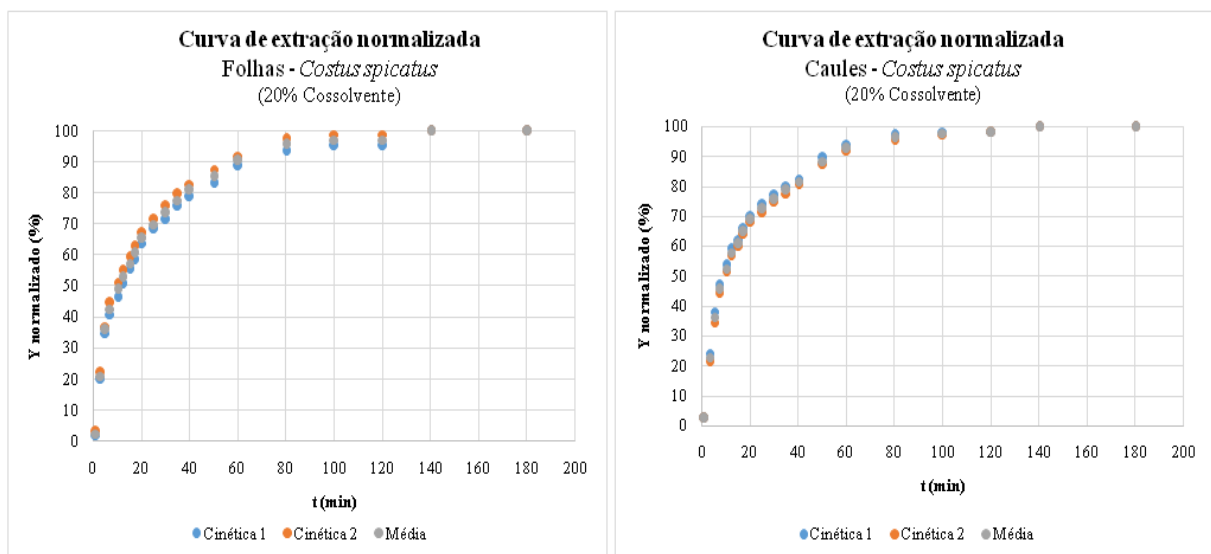 Curva de extração normalizada
Folhas - Costus spicatus
(20% Cossolvente)
Y normalizado (%)
100
90
80
70
60
50
40
30
20
10
0
0 20 40 60 80 100 120 140 160 180 200
t (min)
Cinética 1 Cinética 2 Média
Curva de extração normalizada
Caules - Costus spicatus
(20% Cossolvente)
Y normalizado (%)
100
90
80
70
60
50
40
30
20
10
0
0 20 40 60 80 100 120 140 160 180 200
t (min)
Cinética 1 Cinética 2 Média